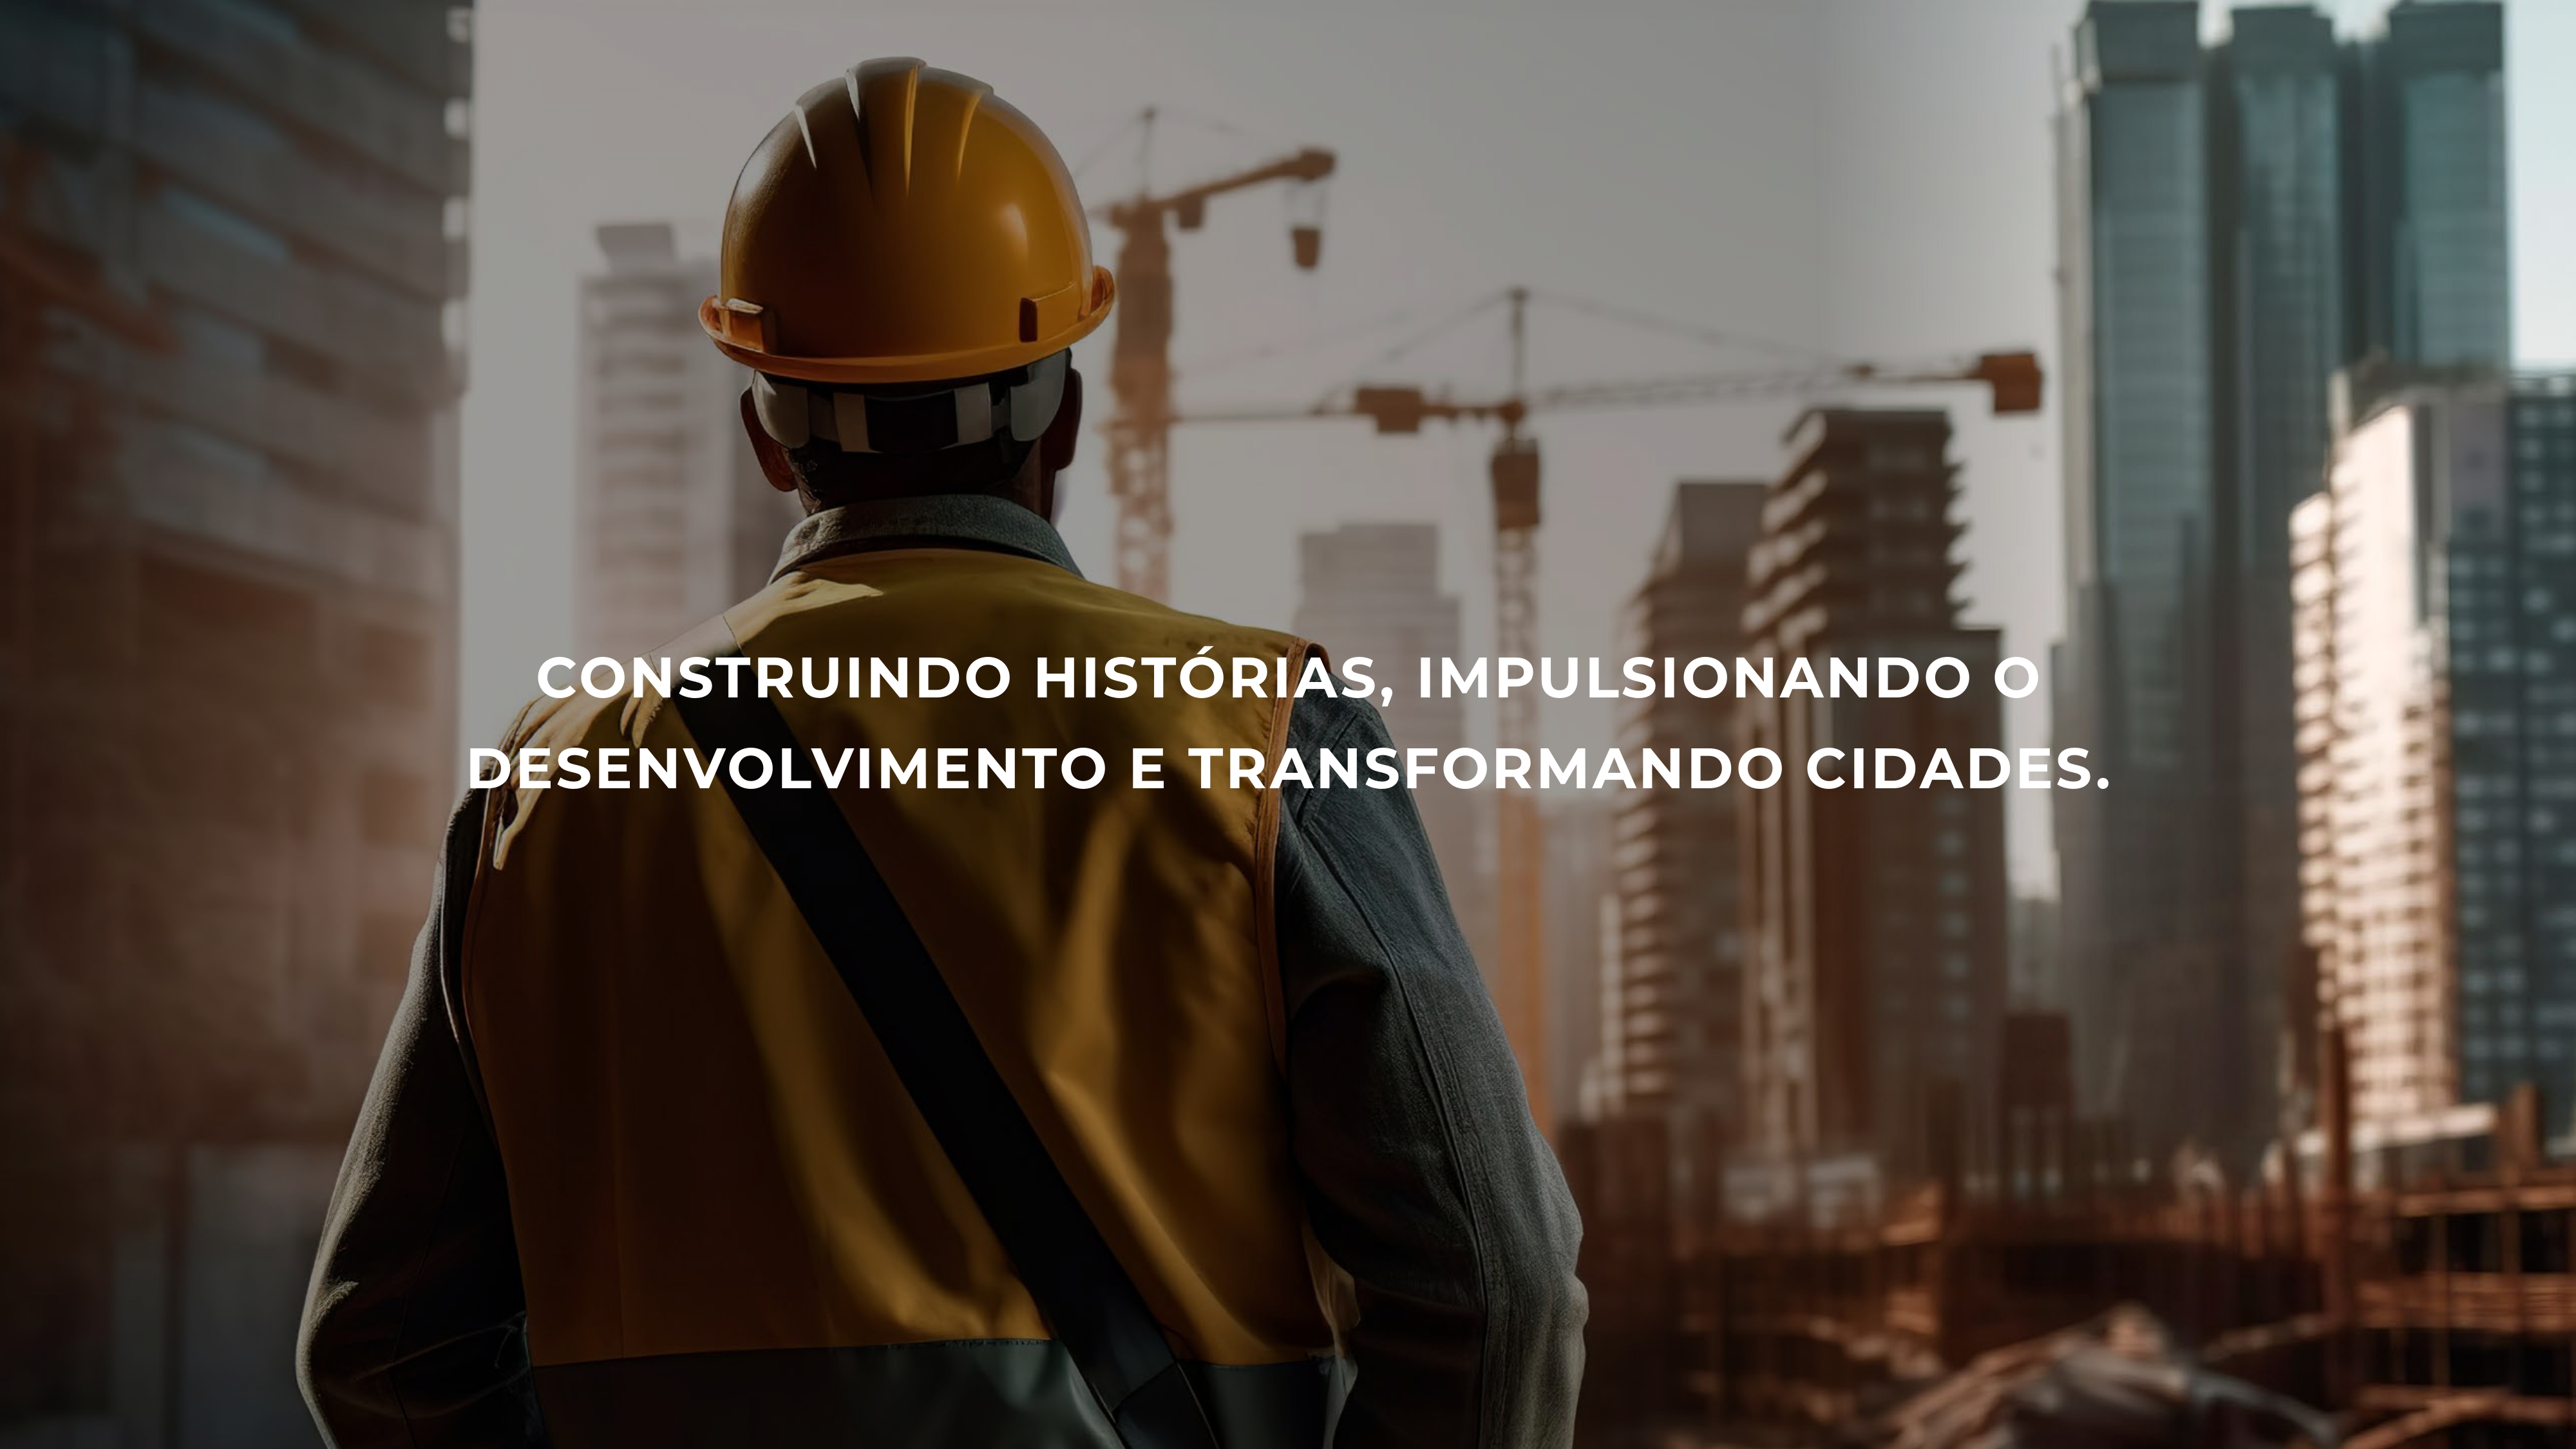 CONSTRUINDO HISTÓRIAS, IMPULSIONANDO O
DESENVOLVIMENTO E TRANSFORMANDO CIDADES.